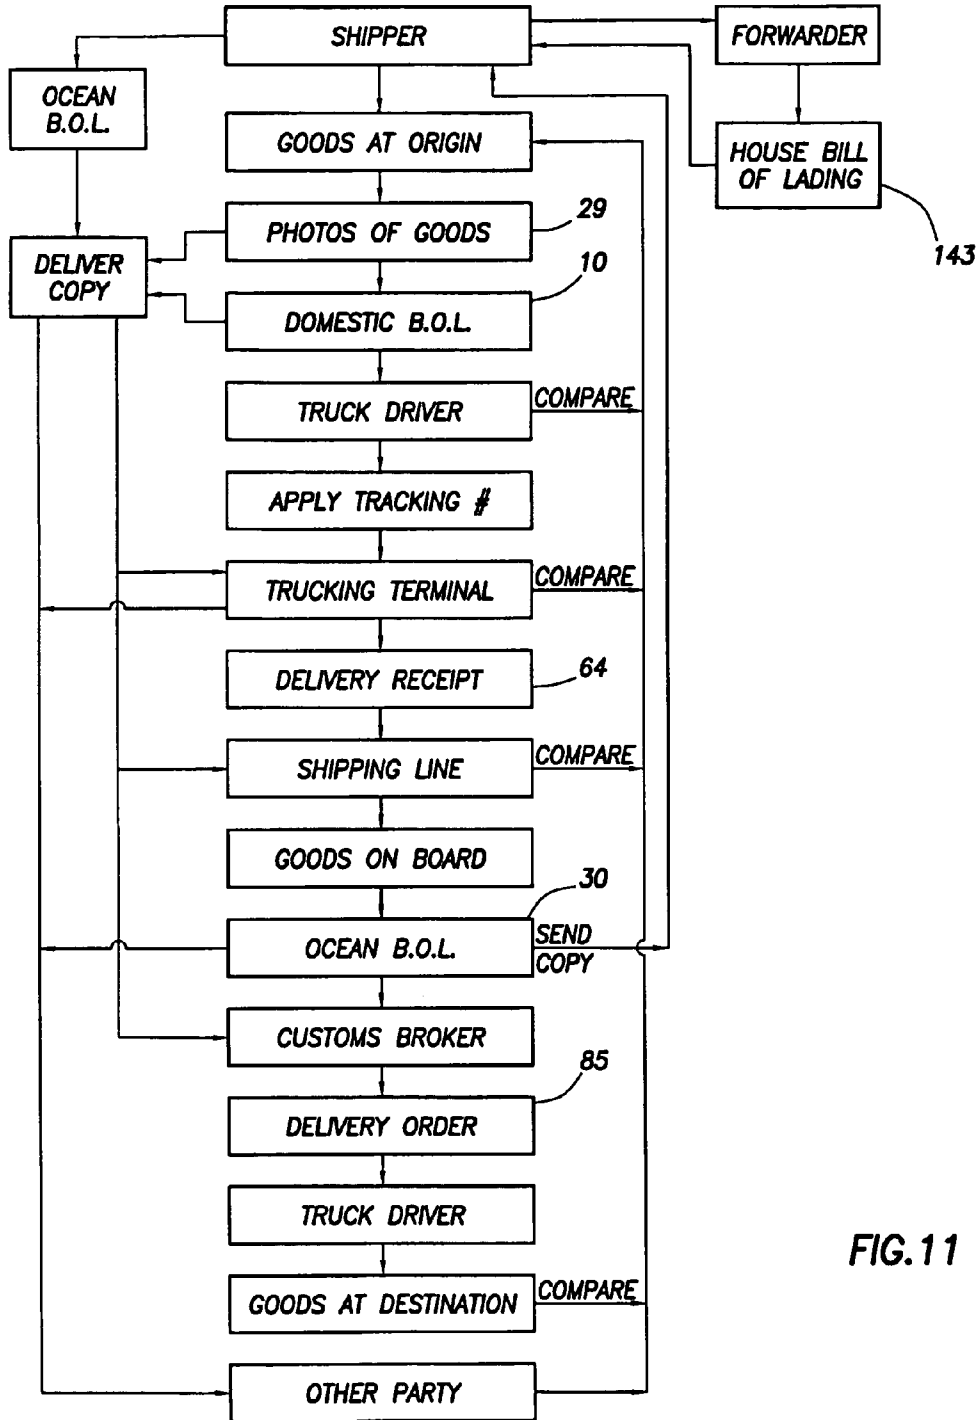 SHIPPER
FORWARDER
OCEAN
B.O.L.
GOODS AT ORIGIN
HOUSE BILL
OF LADING
143
PHOTOS OF GOODS
29
DELIVER
COPY
10
DOMESTIC B.O.L.
TRUCK DRIVER
COMPARE
APPLY TRACKING #
TRUCKING TERMINAL
COMPARE
DELIVERY RECEIPT
64
SHIPPING LINE
COMPARE
GOODS ON BOARD
30
OCEAN B.O.L.
SEND
COPY
CUSTOMS BROKER
85
DELIVERY ORDER
TRUCK DRIVER
FIG.11
GOODS AT DESTINATION
COMPARE
OTHER PARTY